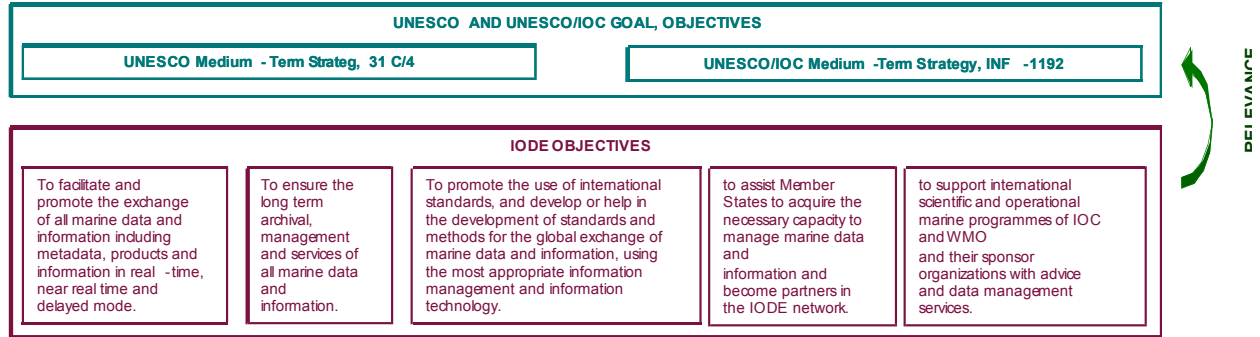 UNESCO AND UNESCO/IOC GOAL, OBJECTIVES
UNESCO Medium - Term Strateg, 31 C/4
UNESCO/IOC Medium -Term Strategy, INF -1192
RELEVANCE
IODE OBJECTIVES
To facilitate and
promote the exchange
of all marine data and
information including
metadata, products and
information in real -time,
near real time and
delayed mode.
To ensure the
long term
archival,
management
and services of
all marine data
and
information.
To promote the use of international
standards, and develop or help in
the development of standards and
methods for the global exchange of
marine data and information, using
the most appropriate information
management and information
technology.
to assist Member
States to acquire the
necessary capacity to
manage marine data
and
information and
become partners in
the IODE network.
to support international
scientific and operational
marine programmes of IOC
and WMO
and their sponsor
organizations with advice
and data management
services.